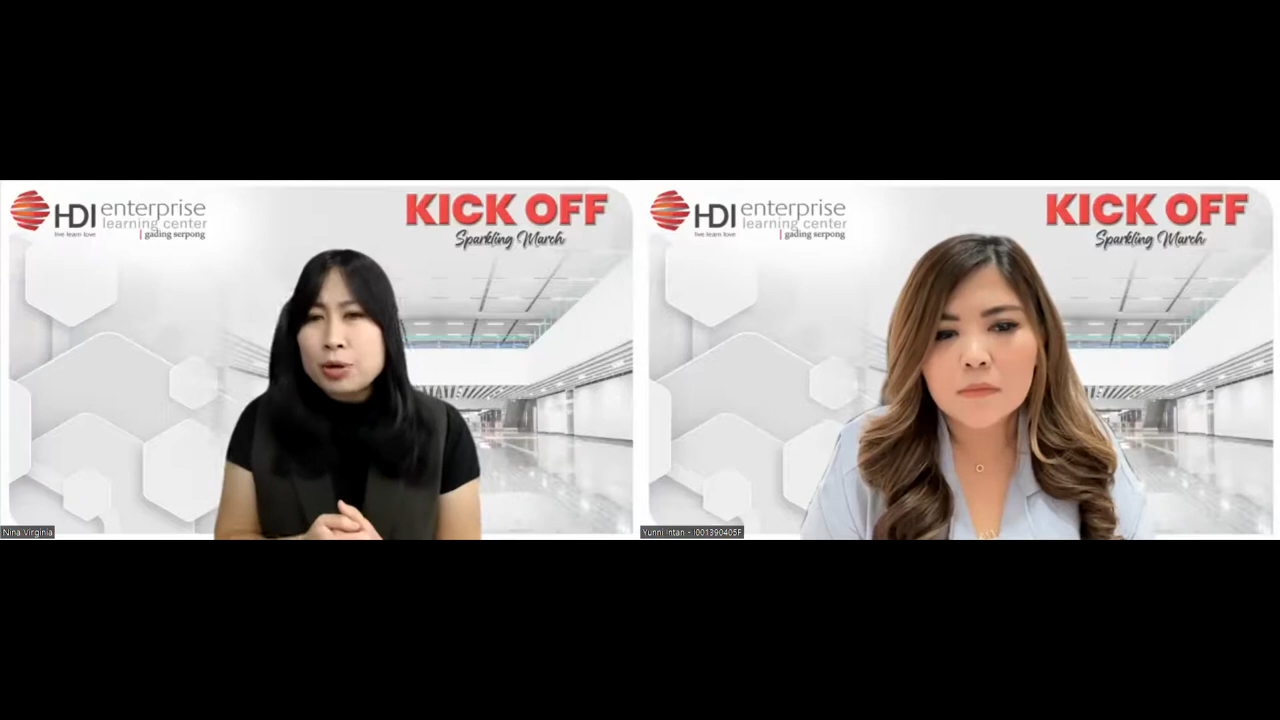 HDI enterprise
learning center
live learn love
| gading serpong
KICK OFF
Sparkling March
Nina Virginia
HDI enterprise
learning center
live learn love
| gading serpong
KICK OFF
Sparkling March
Yunni Intan - I001390405F